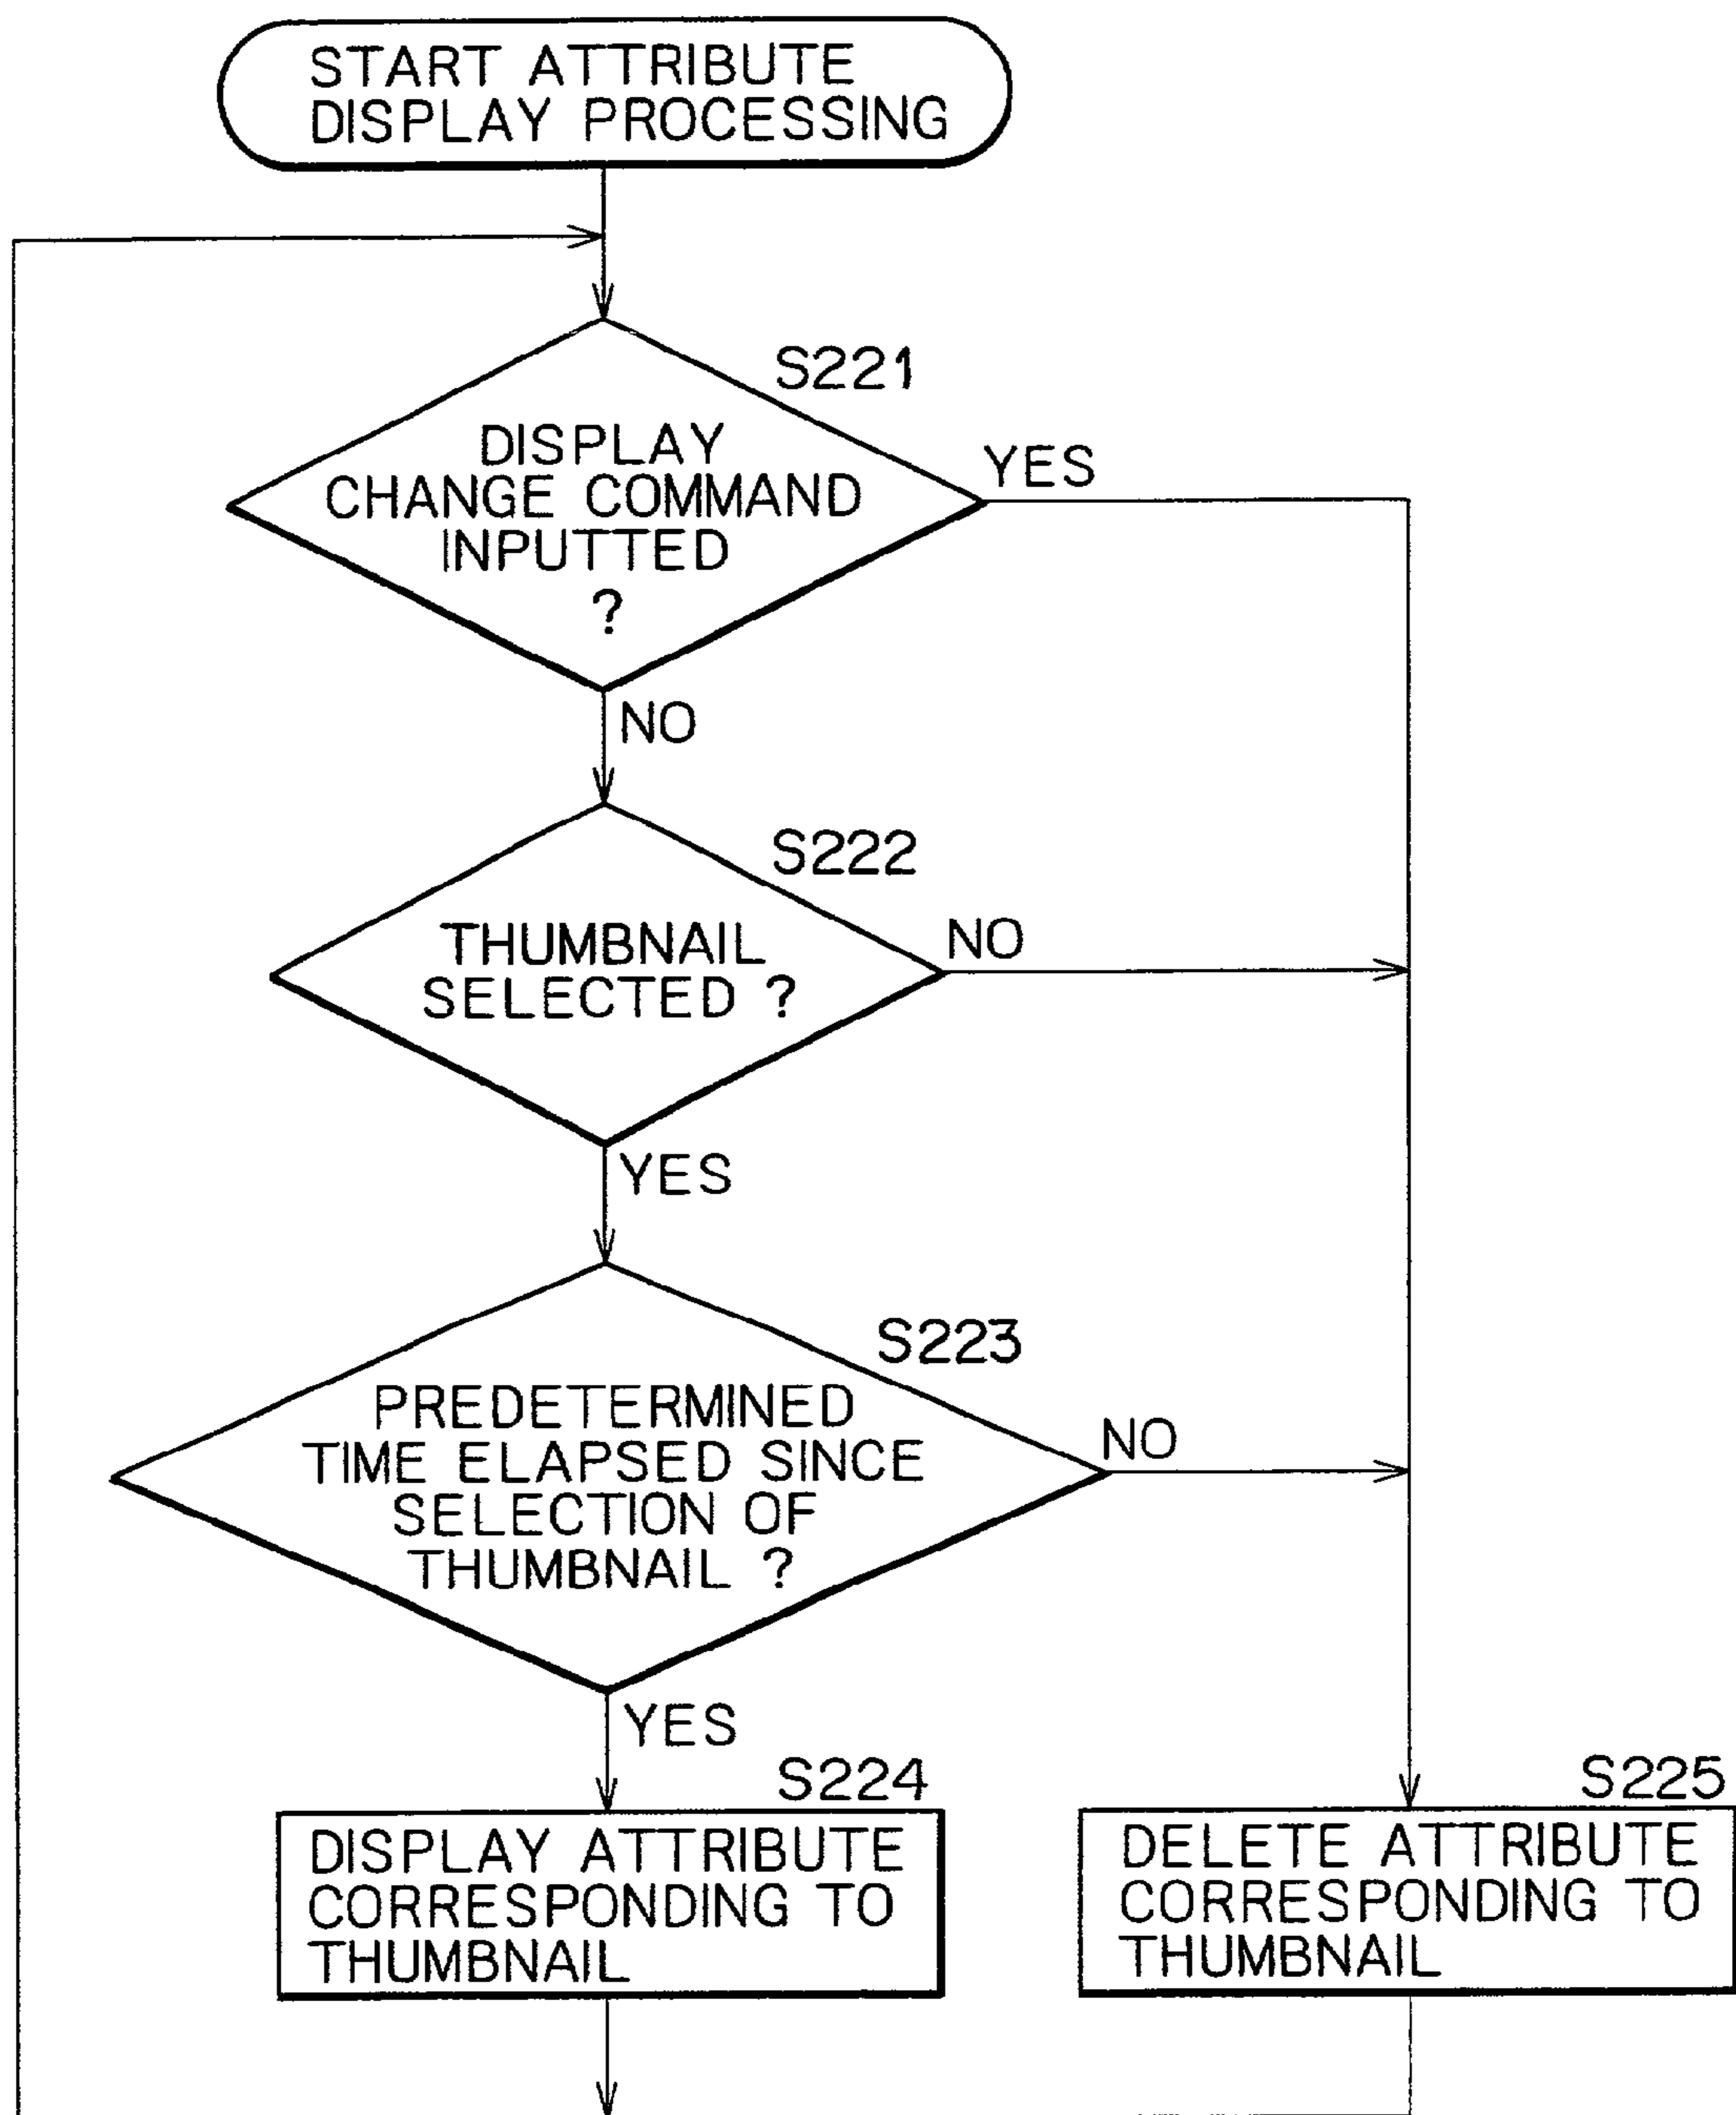 START ATTRIBUTE
DISPLAY PROCESSING
S221
DISPLAY
CHANGE COMMAND
INPUTTED
?
YES
NO
S222
THUMBNAIL
SELECTED ?
NO
YES
S223
PREDETERMINED
TIME ELAPSED SINCE
SELECTION OF
THUMBNAIL ?
NO
YES
S224
DISPLAY ATTRIBUTE
CORRESPONDING TO
THUMBNAIL
S225
DELETE ATTRIBUTE
CORRESPONDING TO
THUMBNAIL